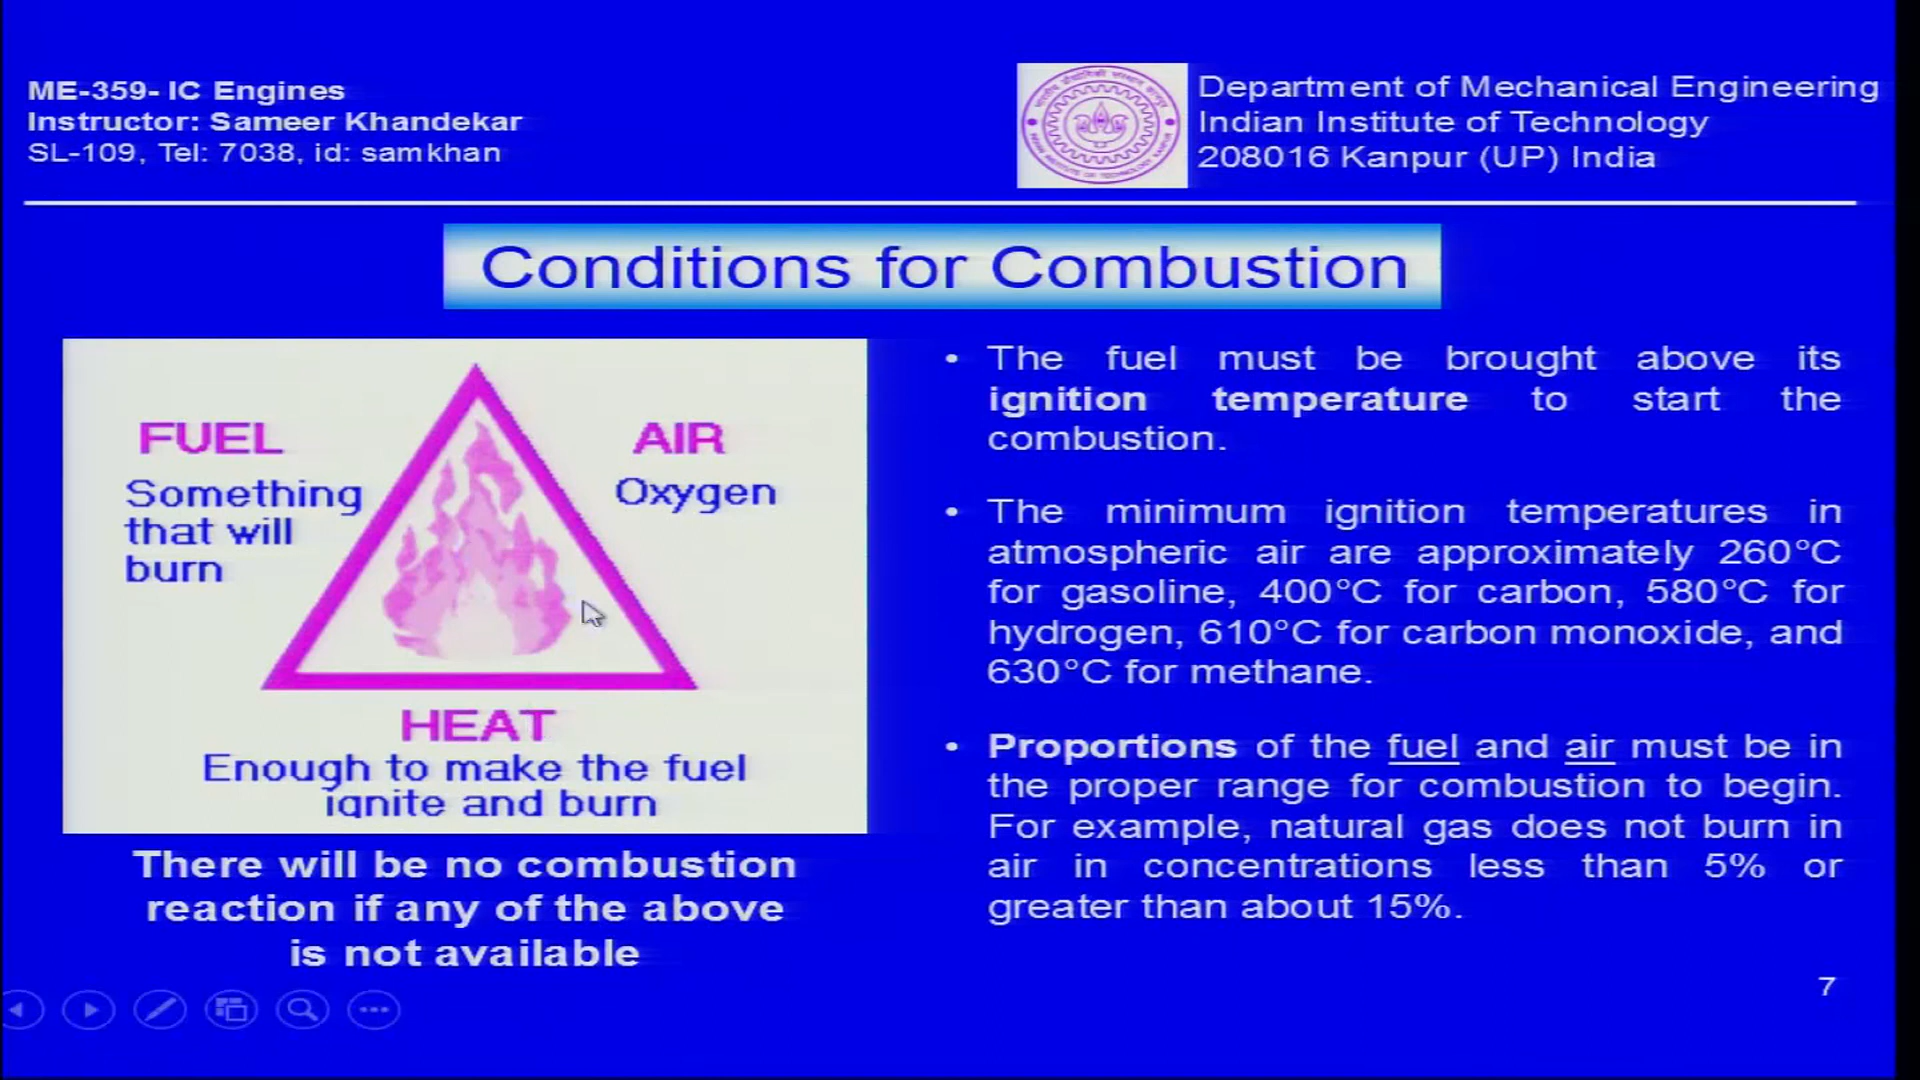 ME-359- IC Engines
Instructor: Sameer Khandekar
SL-109, Tel: 7038, id: samkhan
Department of Mechanical Engineering
Indian Institute of Technology
208016 Kanpur (UP) India
Conditions for Combustion
FUEL
Something
that will
burn
AIR
Oxygen
HEAT
Enough to make the fuel
ignite and burn
There will be no combustion
reaction if any of the above
is not available
• The fuel must be brought above its
ignition temperature to start the
combustion.
• The minimum ignition temperatures in
atmospheric air are approximately 260°C
for gasoline, 400°C for carbon, 580°C for
hydrogen, 610°C for carbon monoxide, and
630°C for methane.
• Proportions of the fuel and air must be in
the proper range for combustion to begin.
For example, natural gas does not burn in
air in concentrations less than 5% or
greater than about 15%.
7